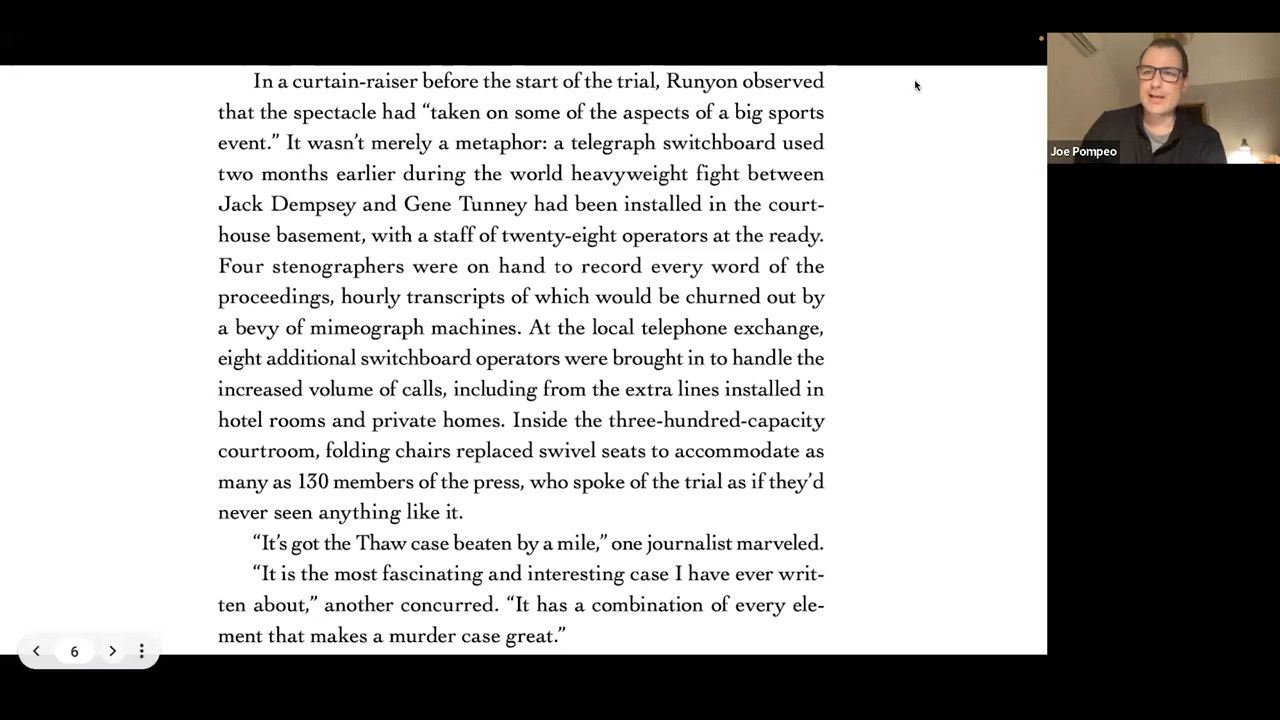 In a curtain-raiser before the start of the trial, Runyon observed
that the spectacle had “taken on some of the aspects of a big sports
event.” It wasn’t merely a metaphor: a telegraph switchboard used
two months earlier during the world heavyweight fight between
Jack Dempsey and Gene Tunney had been installed in the court-
house basement, with a staff of twenty-eight operators at the ready.
Four stenographers were on hand to record every word of the
proceedings, hourly transcripts of which would be churned out by
a bevy of mimeograph machines. At the local telephone exchange,
eight additional switchboard operators were brought in to handle the
increased volume of calls, including from the extra lines installed in
hotel rooms and private homes. Inside the three-hundred-capacity
courtroom, folding chairs replaced swivel seats to accommodate as
many as 130 members of the press, who spoke of the trial as if they’d
never seen anything like it.
“It’s got the Thaw case beaten by a mile,” one journalist marveled.
“It is the most fascinating and interesting case I have ever writ-
ten about,” another concurred. “It has a combination of every ele-
ment that makes a murder case great.”
6
Joe Pompeo